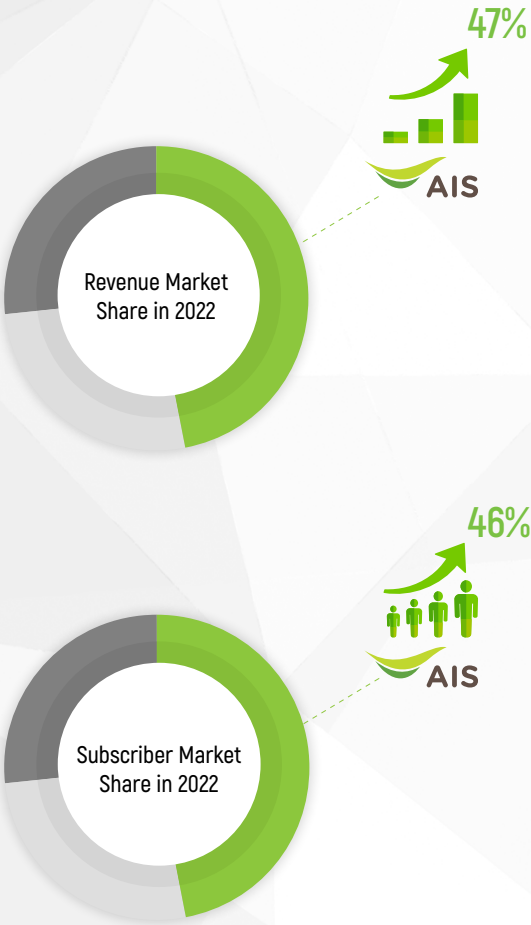 47%
AIS
Revenue Market
Share in 2022
46%
AIS
Subscriber Market
Share in 2022